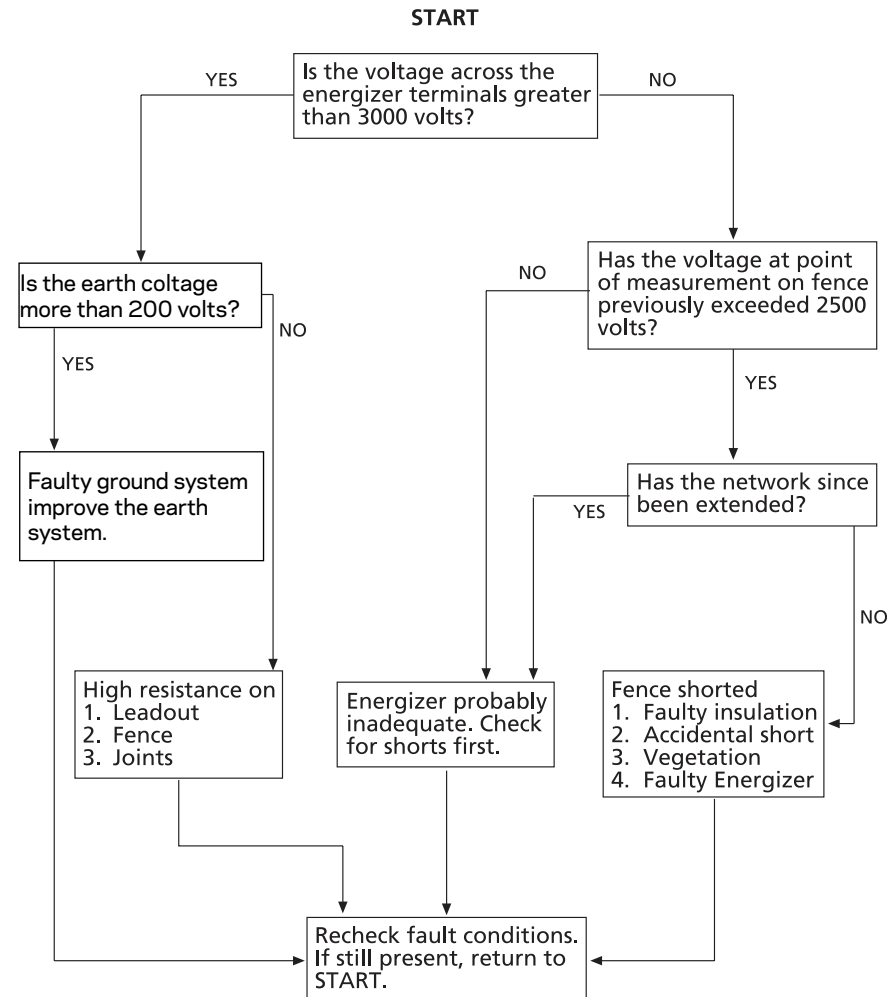 START
Is the voltage across the
energizer terminals greater
than 3000 volts?
YES
NO
Is the earth coltage
more than 200 volts?
NO
YES
Has the voltage at point
of measurement on fence
previously exceeded 2500
volts?
NO
YES
Faulty ground system
improve the earth
system.
Has the network since
been extended?
YES
NO
High resistance on
1. Leadout
2. Fence
3. Joints
Energizer probably
inadequate. Check
for shorts first.
Fence shorted
1. Faulty insulation
2. Accidental short
3. Vegetation
4. Faulty Energizer
Recheck fault conditions.
If still present, return to
START.